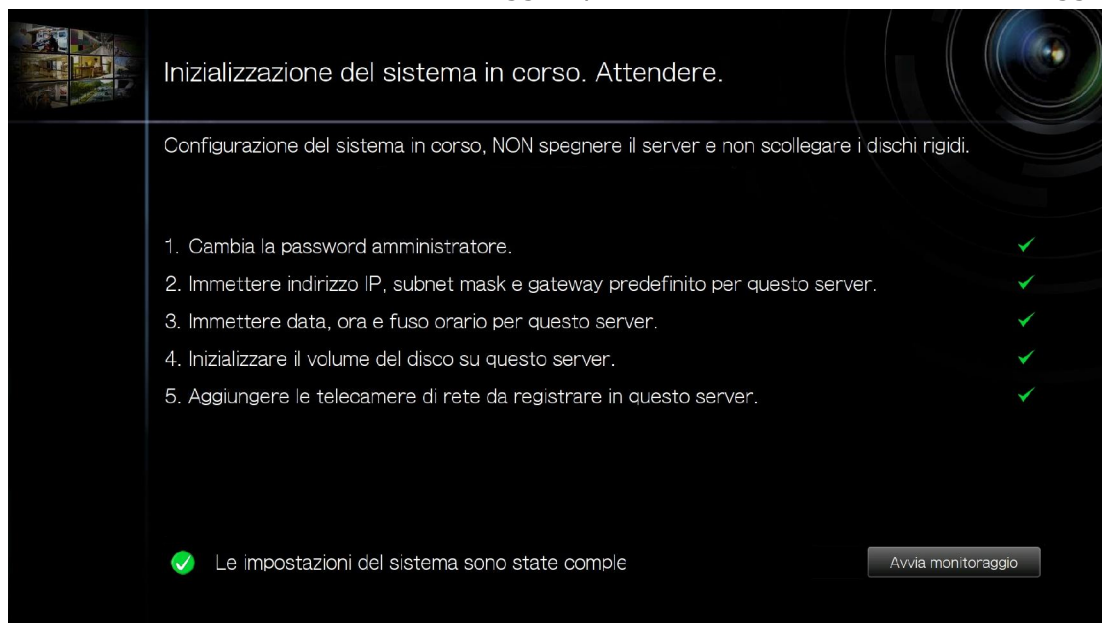 Inizializzazione del sistema in corso. Attendere.
Configurazione del sistema in corso, NON spegnere il server e non scollegare i dischi rigidi.
1. Cambia la password amministratore.
2. Immettere indirizzo IP, subnet mask e gateway predefinito per questo server.
3. Immettere data, ora e fuso orario per questo server.
4. Inizializzare il volume del disco su questo server.
5. Aggiungere le telecamere di rete da registrare in questo server.
Le impostazioni del sistema sono state comple
Avvia monitoraggio